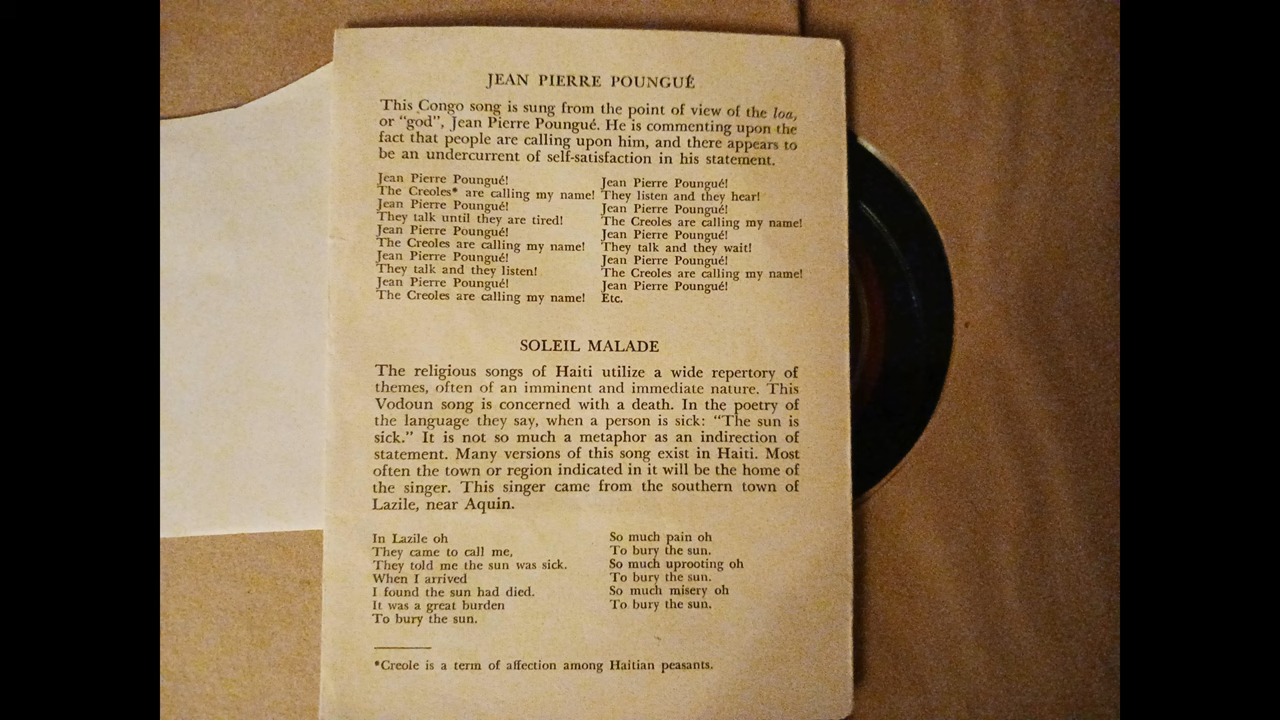 JEAN PIERRE POUNGUÉ
This Congo song is sung from the point of view of the loa,
or "god", Jean Pierre Poungué. He is commenting upon the
fact that people are calling upon him, and there appears to
be an undercurrent of self-satisfaction in his statement.
Jean Pierre Poungué!
The Creoles* are calling my name!
Jean Pierre Poungué!
They talk until they are tired!
Jean Pierre Poungué!
The Creoles are calling my name!
Jean Pierre Poungué!
They talk and they listen!
Jean Pierre Poungué!
The Creoles are calling my name!
Jean Pierre Poungué!
They listen and they hear!
Jean Pierre Poungué!
The Creoles are calling my name!
Jean Pierre Poungué!
They talk and they wait!
Jean Pierre Poungué!
The Creoles are calling my name!
Jean Pierre Poungué!
Etc.
SOLEIL MALADE
The religious songs of Haiti utilize a wide repertory of
themes, often of an imminent and immediate nature. This
Vodoun song is concerned with a death. In the poetry of
the language they say, when a person is sick: "The sun is
sick." It is not so much a metaphor as an indirection of
statement. Many versions of this song exist in Haiti. Most
often the town or region indicated in it will be the home of
the singer. This singer came from the southern town of
Lazile, near Aquin.
In Lazile oh
They came to call me,
They told me the sun was sick.
When I arrived
I found the sun had died.
It was a great burden
To bury the sun.
So much pain oh
To bury the sun.
So much uprooting oh
To bury the sun.
So much misery oh
To bury the sun.
*Creole is a term of affection among Haitian peasants.